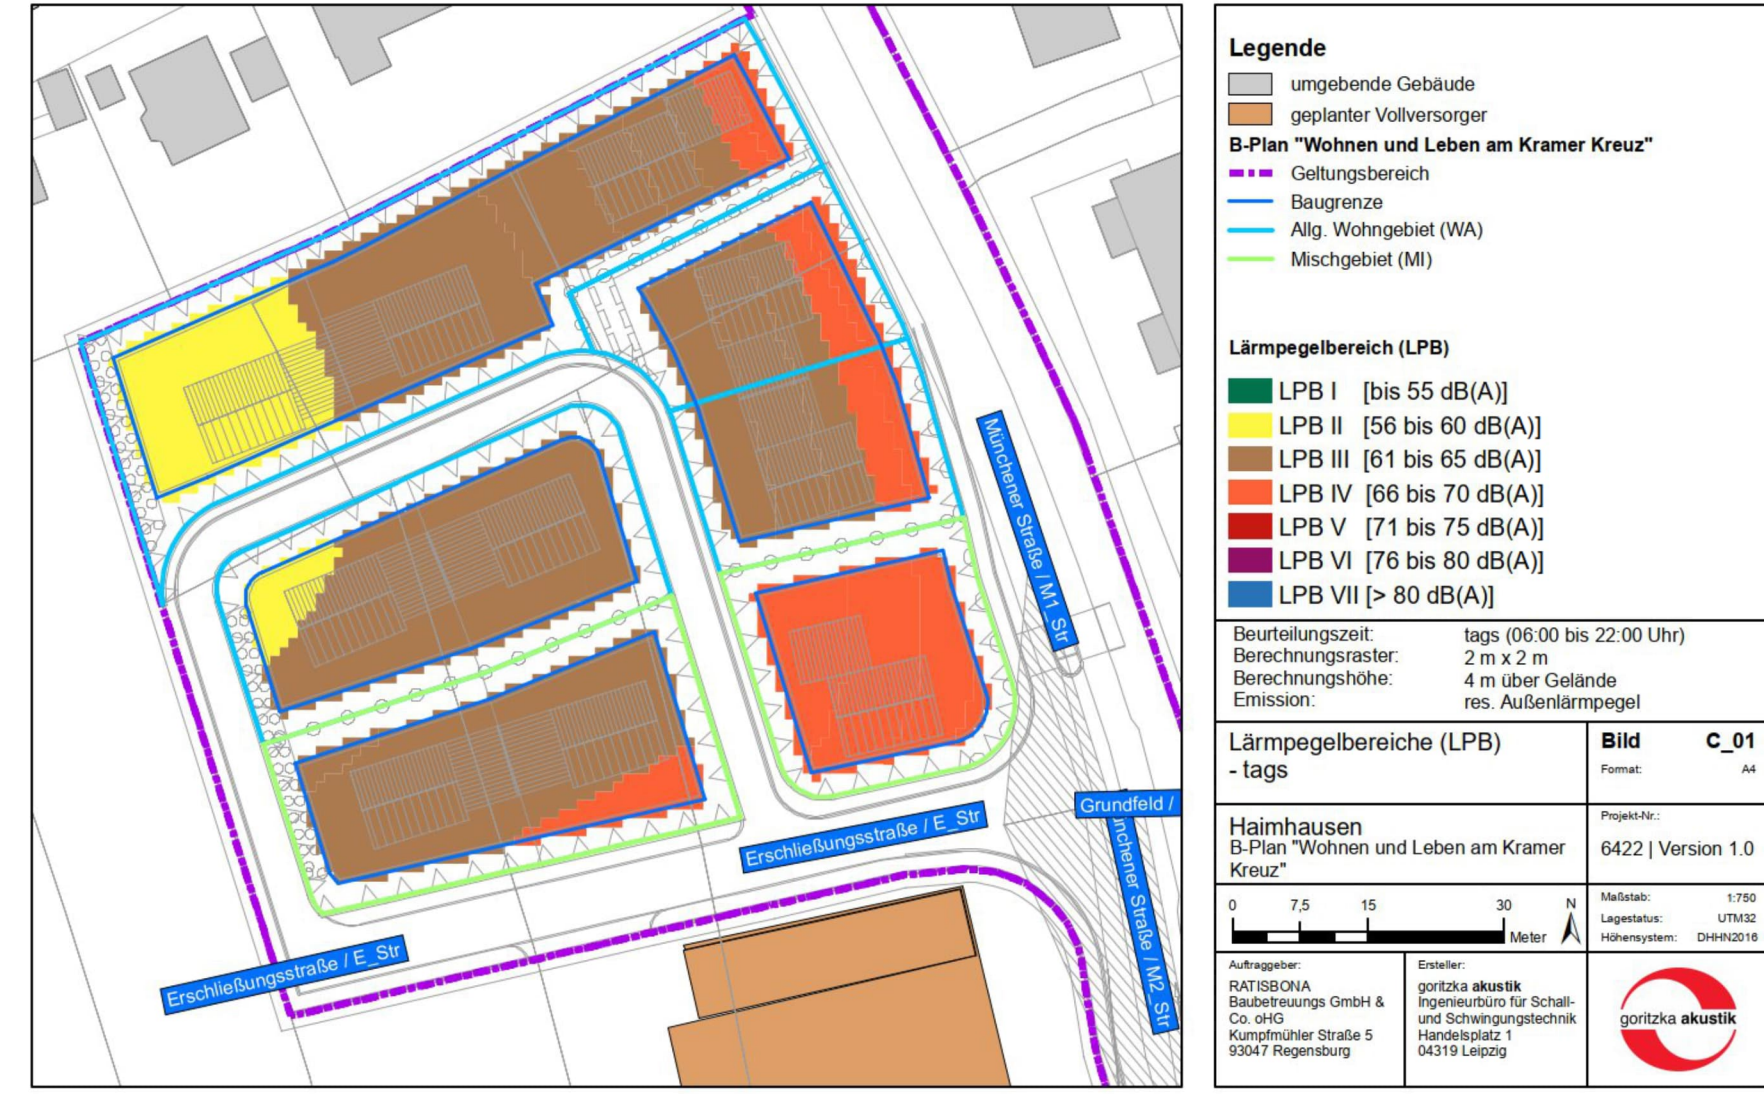 Münchener Straße / M1_Str
Grundfeld /
Erschließungsstraße / E_Str
Münchener Straße / M2_Str
Erschließungsstraße / E_Str
Legende
umgebende Gebäude
geplanter Vollversorger
B-Plan "Wohnen und Leben am Kramer Kreuz"
Geltungsbereich
Baugrenze
Allg. Wohngebiet (WA)
Mischgebiet (MI)
Lärmpegelbereich (LPB)
LPB I [bis 55 dB(A)]
LPB II [56 bis 60 dB(A)]
LPB III [61 bis 65 dB(A)]
LPB IV [66 bis 70 dB(A)]
LPB V [71 bis 75 dB(A)]
LPB VI [76 bis 80 dB(A)]
LPB VII [> 80 dB(A)]
Beurteilungszeit: tags (06:00 bis 22:00 Uhr)
Berechnungsraster: 2 m x 2 m
Berechnungshöhe: 4 m über Gelände
Emission: res. Außenlärmpegel
Lärmpegelbereiche (LPB)
- tags
Bild C_01
Format: A4
Haimhausen
B-Plan "Wohnen und Leben am Kramer
Kreuz"
Projekt-Nr.:
6422 | Version 1.0
0 7,5 15 30
Meter
N
Maßstab: 1:750
Lagestatus: UTM32
Höhensystem: DHHN2016
Auftraggeber:
RATISBONA
Baubetreuungs GmbH &
Co. oHG
Kumpfmühler Straße 5
93047 Regensburg
Ersteller:
goritzka akustik
Ingenieurbüro für Schall-
und Schwingungstechnik
Handelsplatz 1
04319 Leipzig
goritzka akustik